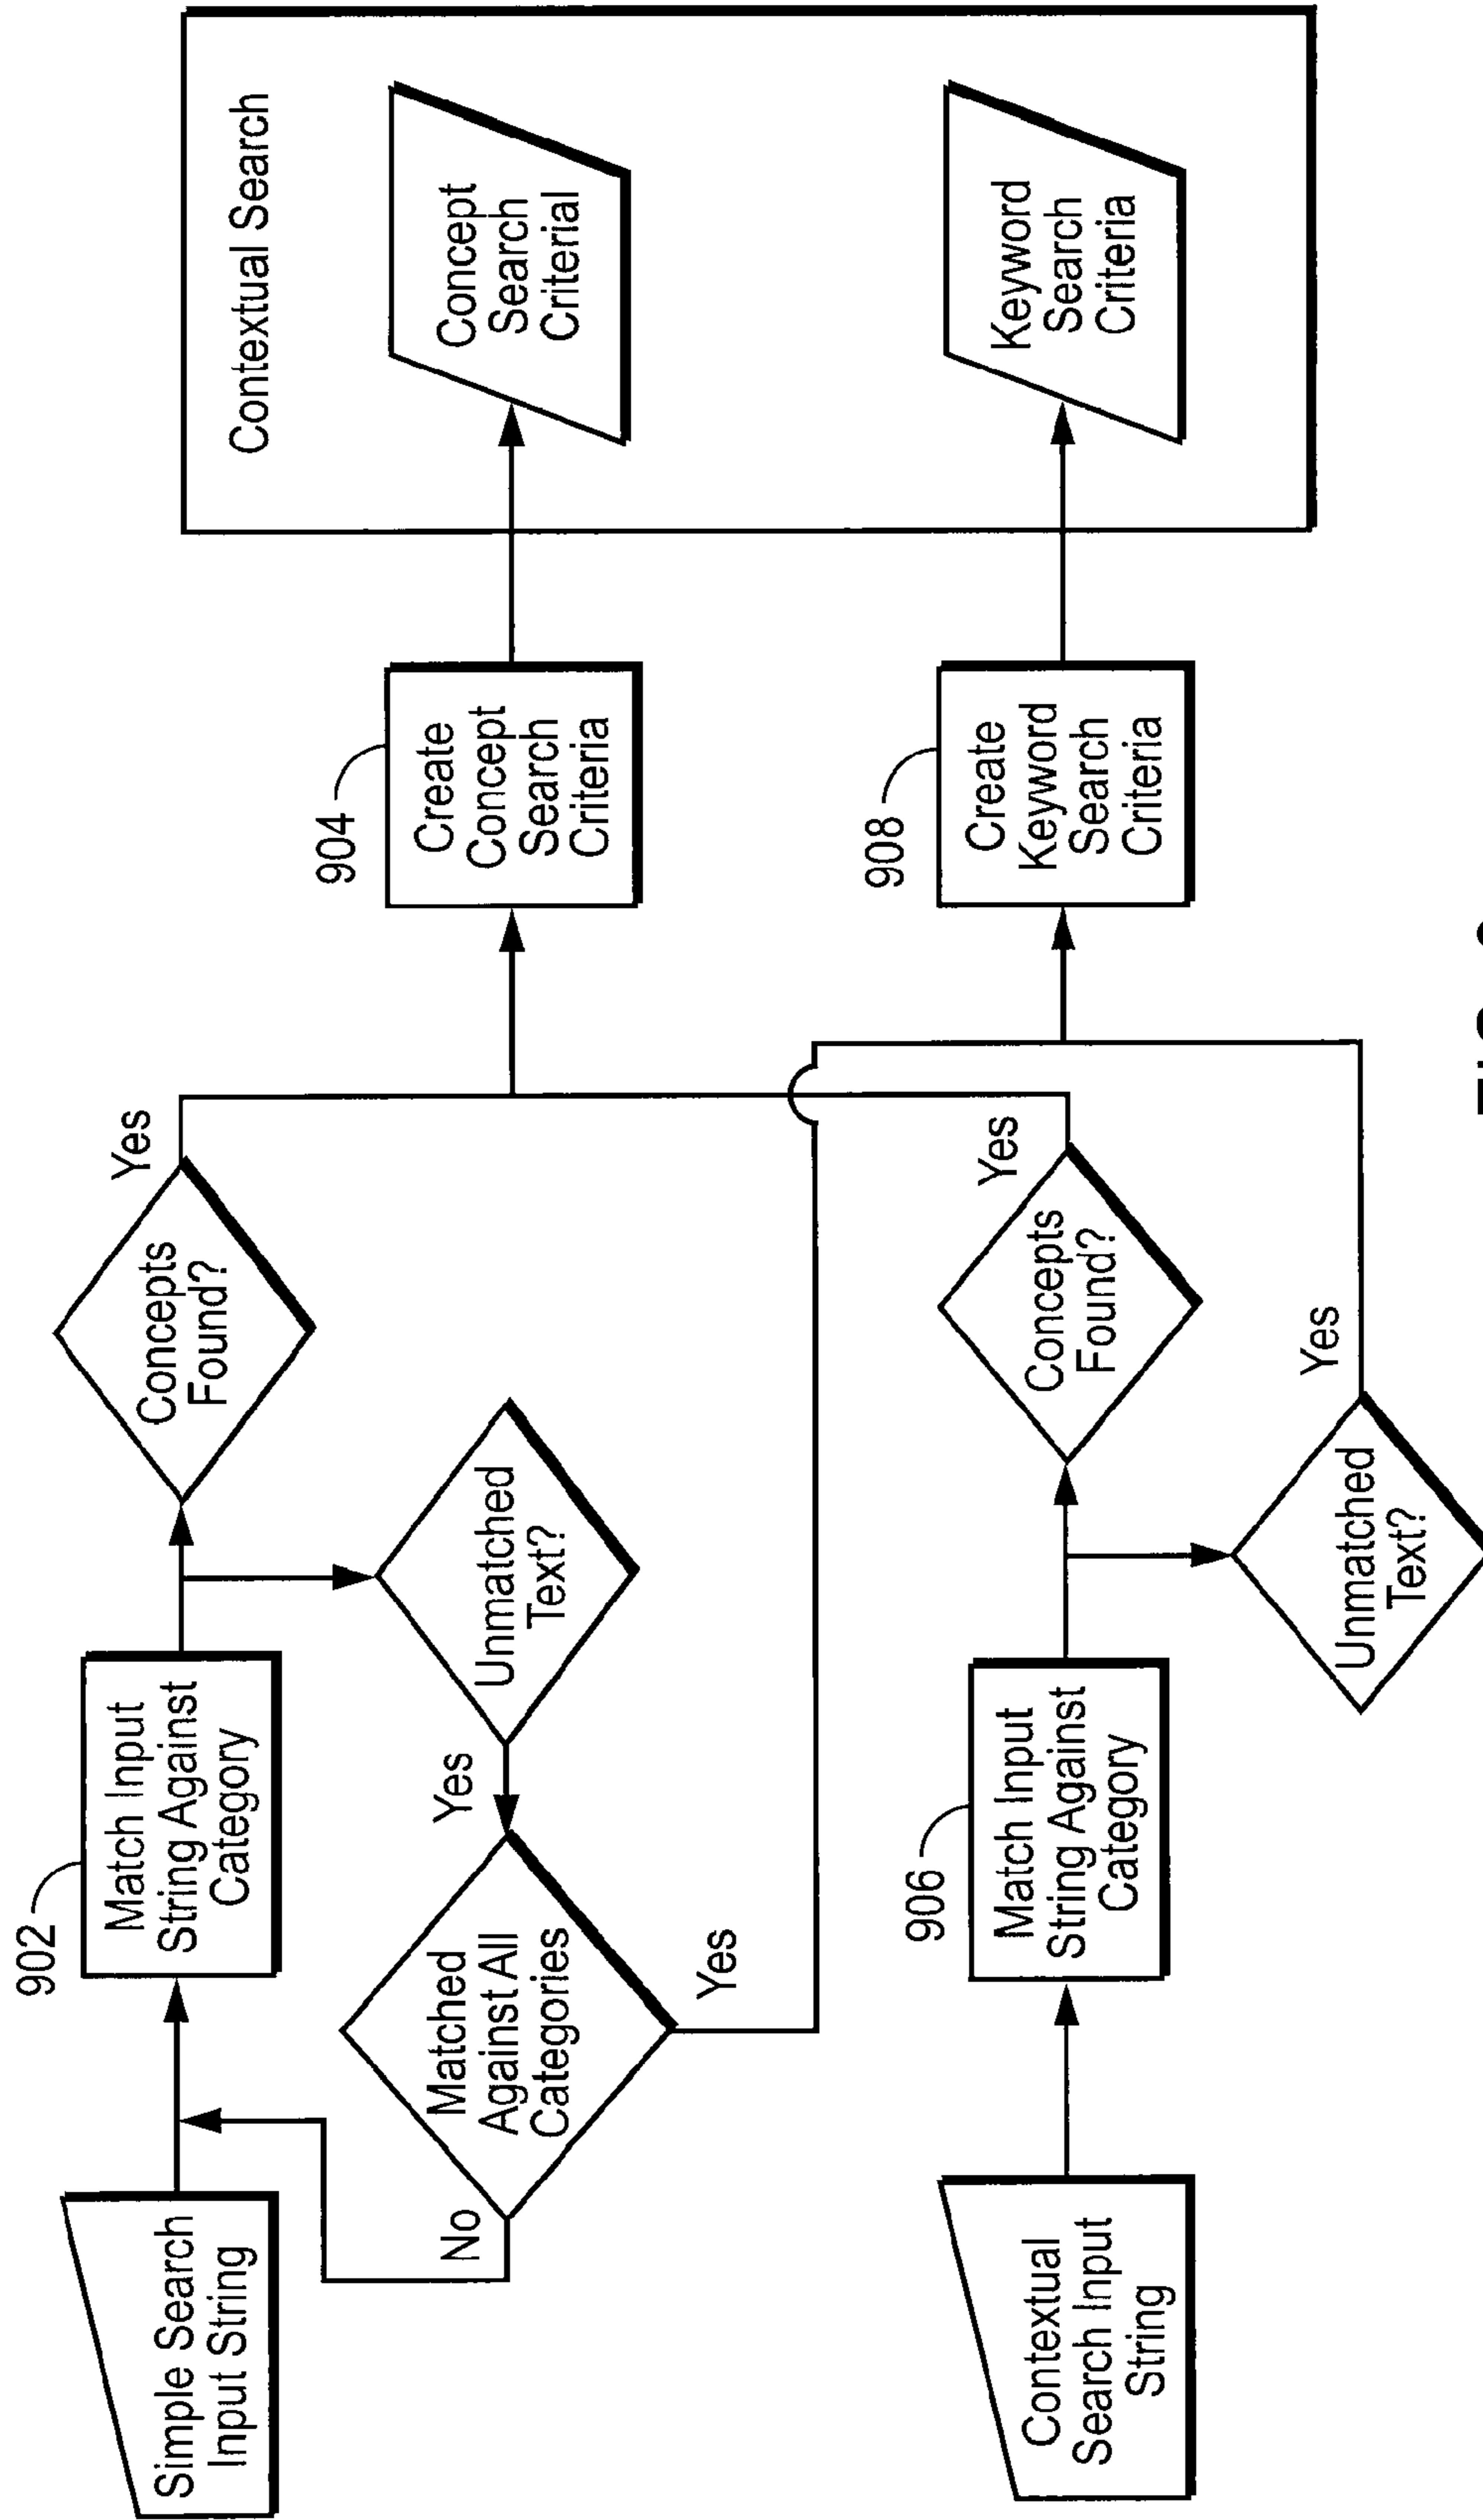 Simple Search
Input String
902
Match Input
String Against
Category
Concepts
Found?
Yes
Unmatched
Text?
Yes
Matched
Against All
Categories
No
Yes
904
Create
Concept
Search
Criteria
Contextual Search
Concept
Search
Criterial
Contextual
Search Input
String
906
Match Input
String Against
Category
Concepts
Found?
Yes
Unmatched
Text?
Yes
908
Create
Keyword
Search
Criteria
Keyword
Search
Criteria